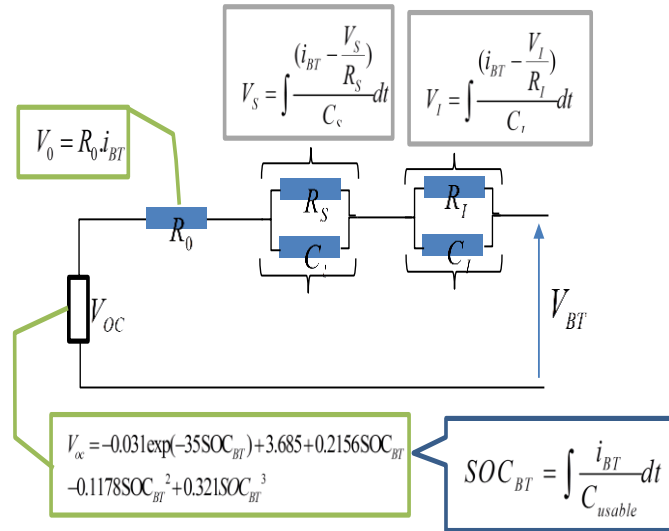 V_S = ∫ (i_BT − V_S/R_S)/C_S dt
V_I = ∫ (i_BT − V_I/R_I)/C_I dt
V_0 = R_0.i_BT
R_0
R_S
C_s
R_I
C_I
V_OC
V_BT
V_oc = −0.031exp(−35SOC_BT)+3.685+0.2156SOC_BT
−0.1178SOC_BT^2+0.321SOC_BT^3
SOC_BT = ∫ i_BT/C_usable dt